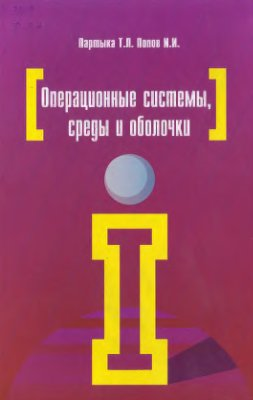 Партыка Т.Л. Попов И.И.
Операционные системы,
среды и оболочки